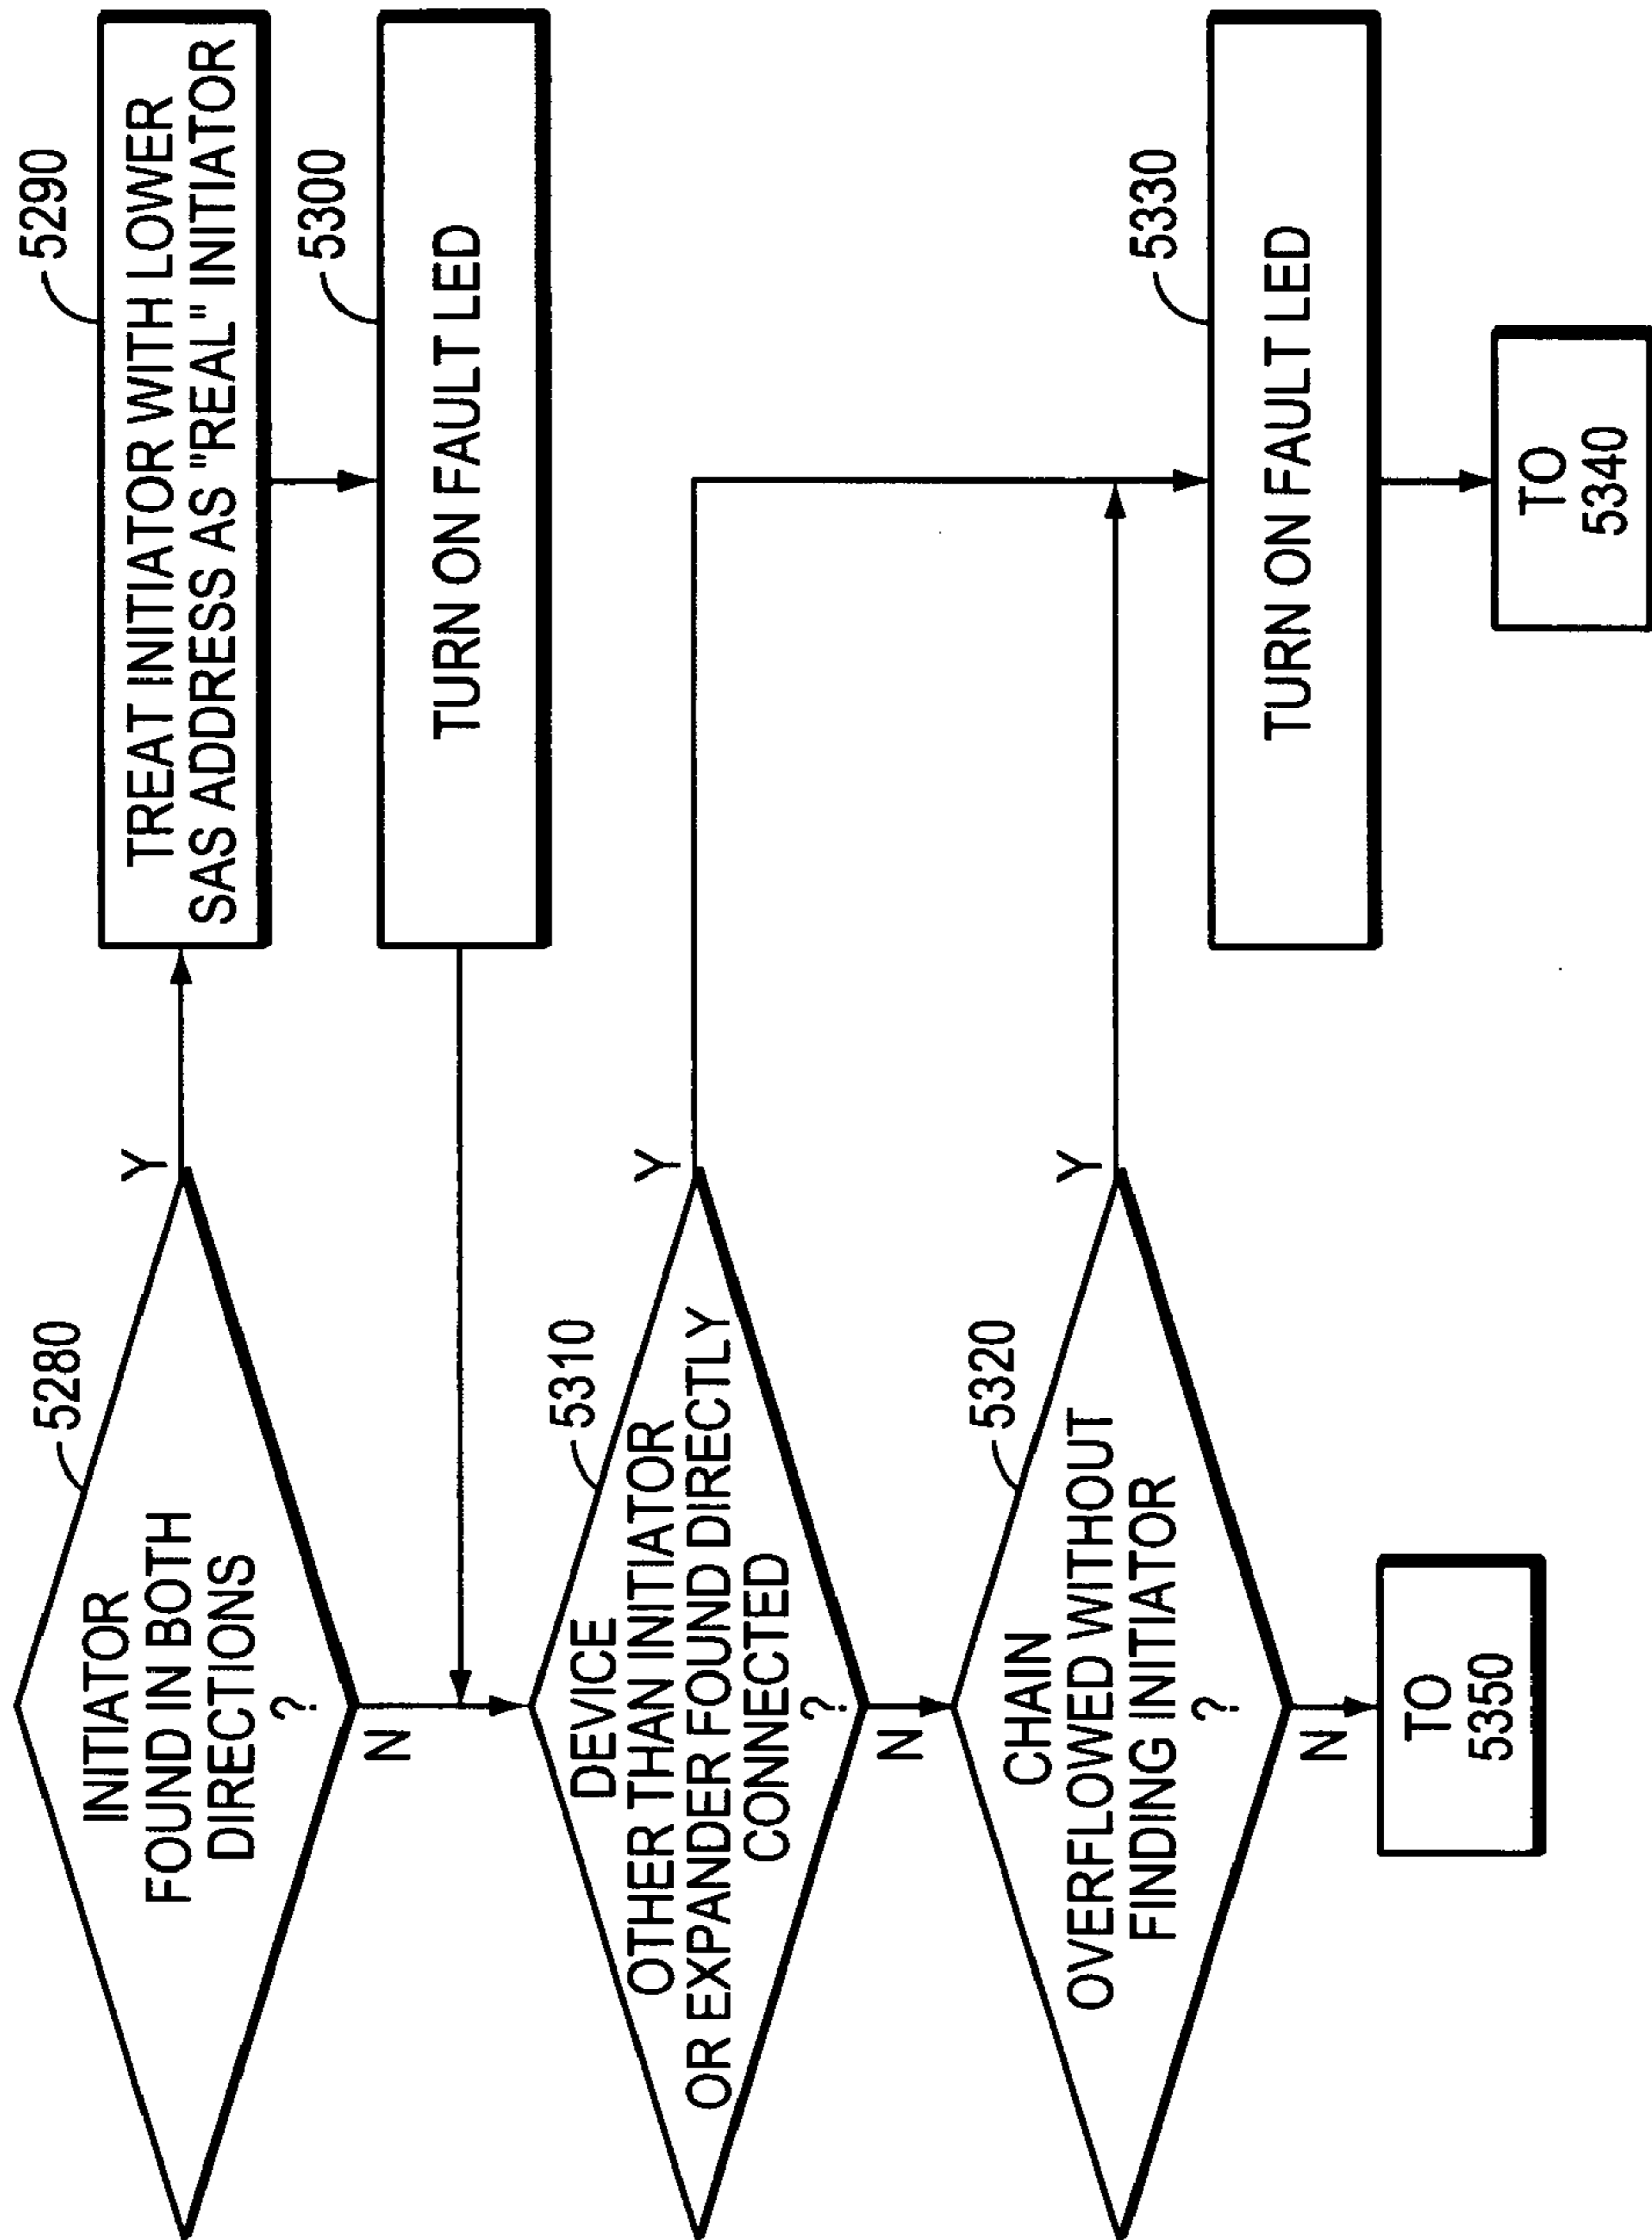 5280
INITIATOR
FOUND IN BOTH
DIRECTIONS
?
Y
N
5290
TREAT INITIATOR WITH LOWER
SAS ADDRESS AS "REAL" INITIATOR
5300
TURN ON FAULT LED
5310
DEVICE
OTHER THAN INITIATOR
OR EXPANDER FOUND DIRECTLY
CONNECTED
?
Y
N
5320
CHAIN
OVERFLOWED WITHOUT
FINDING INITIATOR
?
Y
N
5330
TURN ON FAULT LED
TO
5340
TO
5350